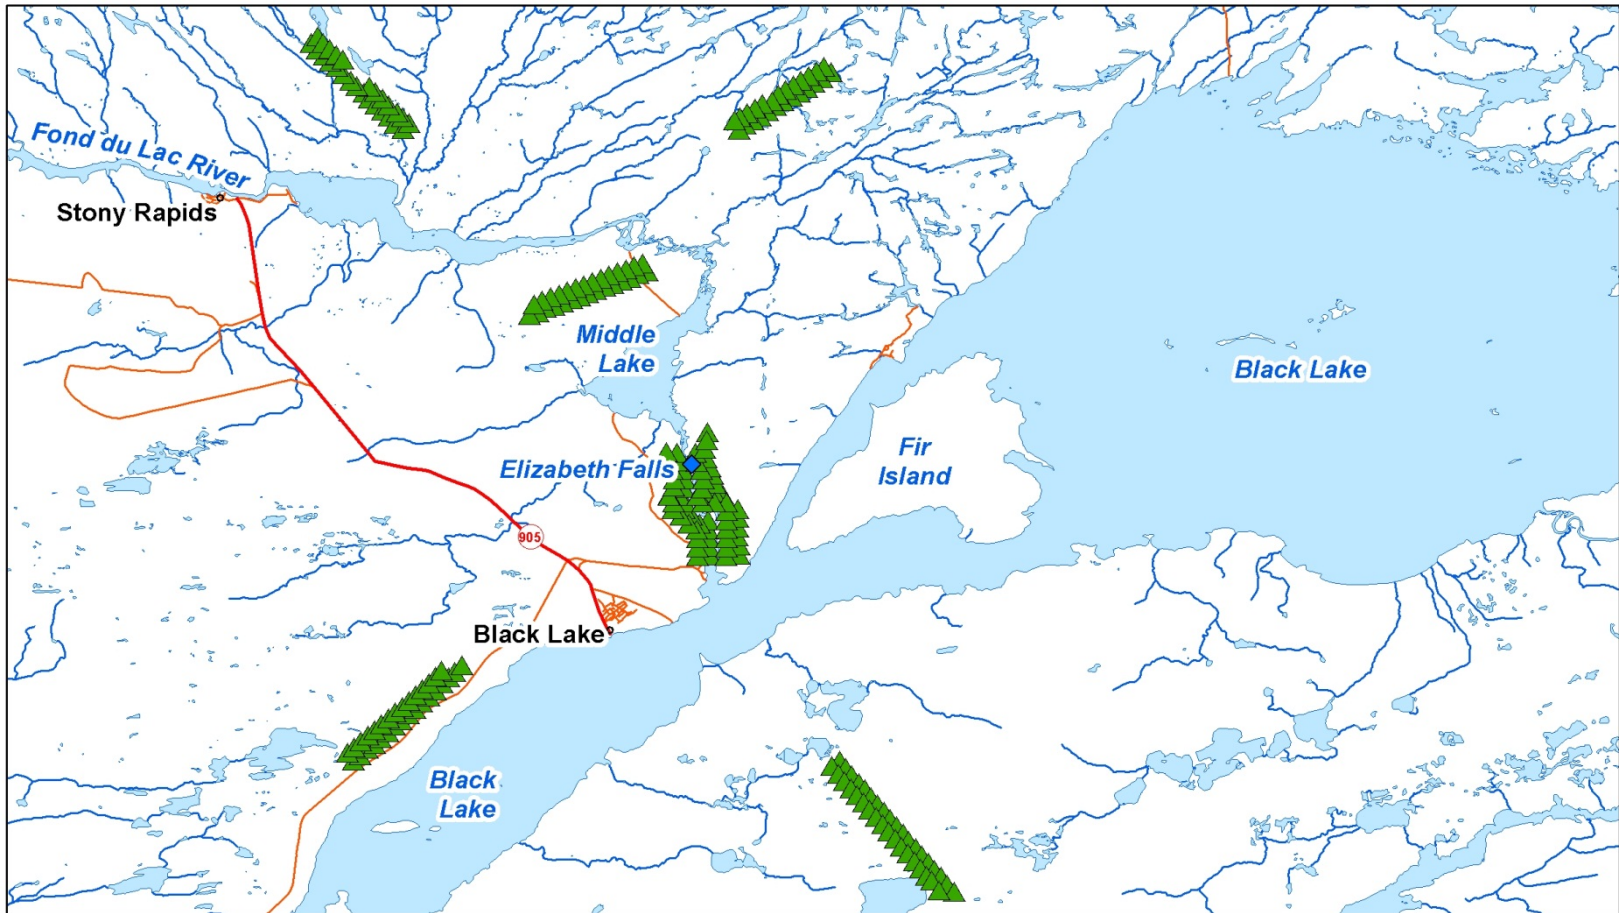 Fond du Lac River
Stony Rapids
Middle
Lake
Black Lake
Fir
Island
Elizabeth Falls
905
Black Lake
Black
Lake